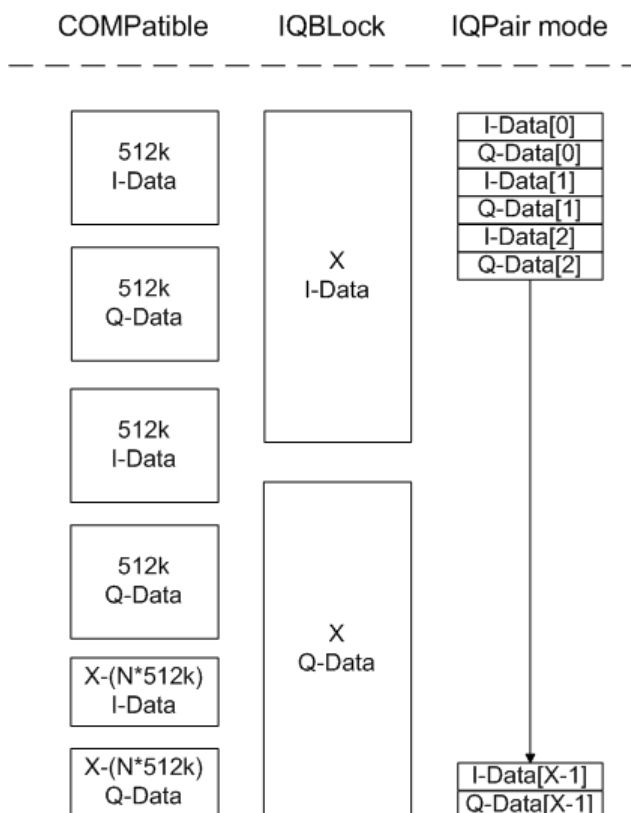 COMPatible
IQBLock
IQPair mode
512k
I-Data
512k
Q-Data
512k
I-Data
512k
Q-Data
X-(N*512k)
I-Data
X-(N*512k)
Q-Data
X
I-Data
X
Q-Data
I-Data[0]
Q-Data[0]
I-Data[1]
Q-Data[1]
I-Data[2]
Q-Data[2]
I-Data[X-1]
Q-Data[X-1]